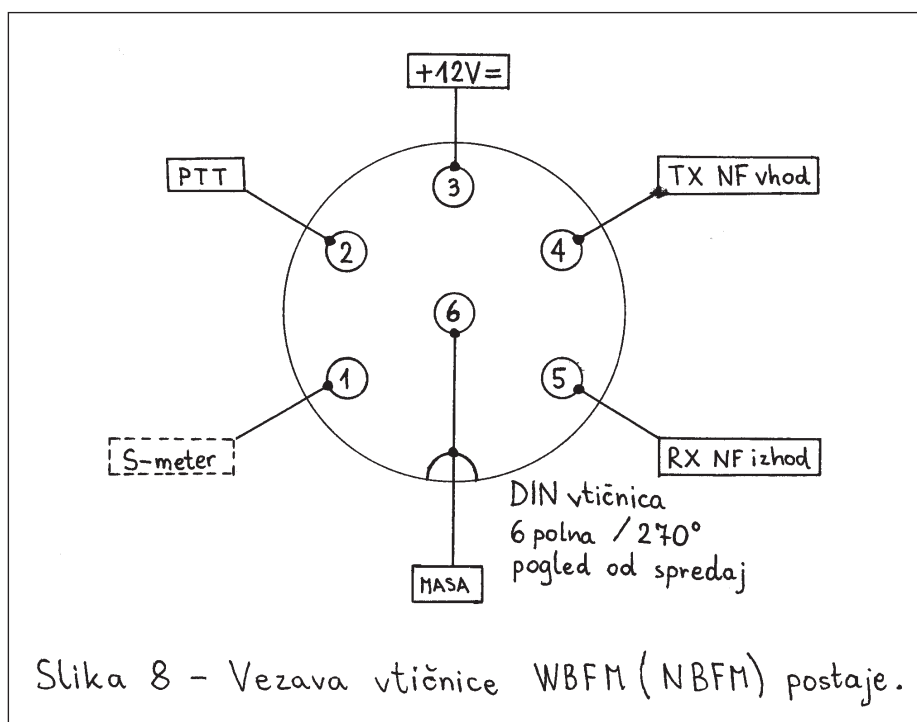 +12V=
PTT
3
TX NF vhod
2
4
6
1
5
S-meter
RX NF izhod
DIN vtičnica
6 polna / 270°
pogled od spredaj
MASA
Slika 8 - Vezava vtičnice WBFM (NBFM) postaje.